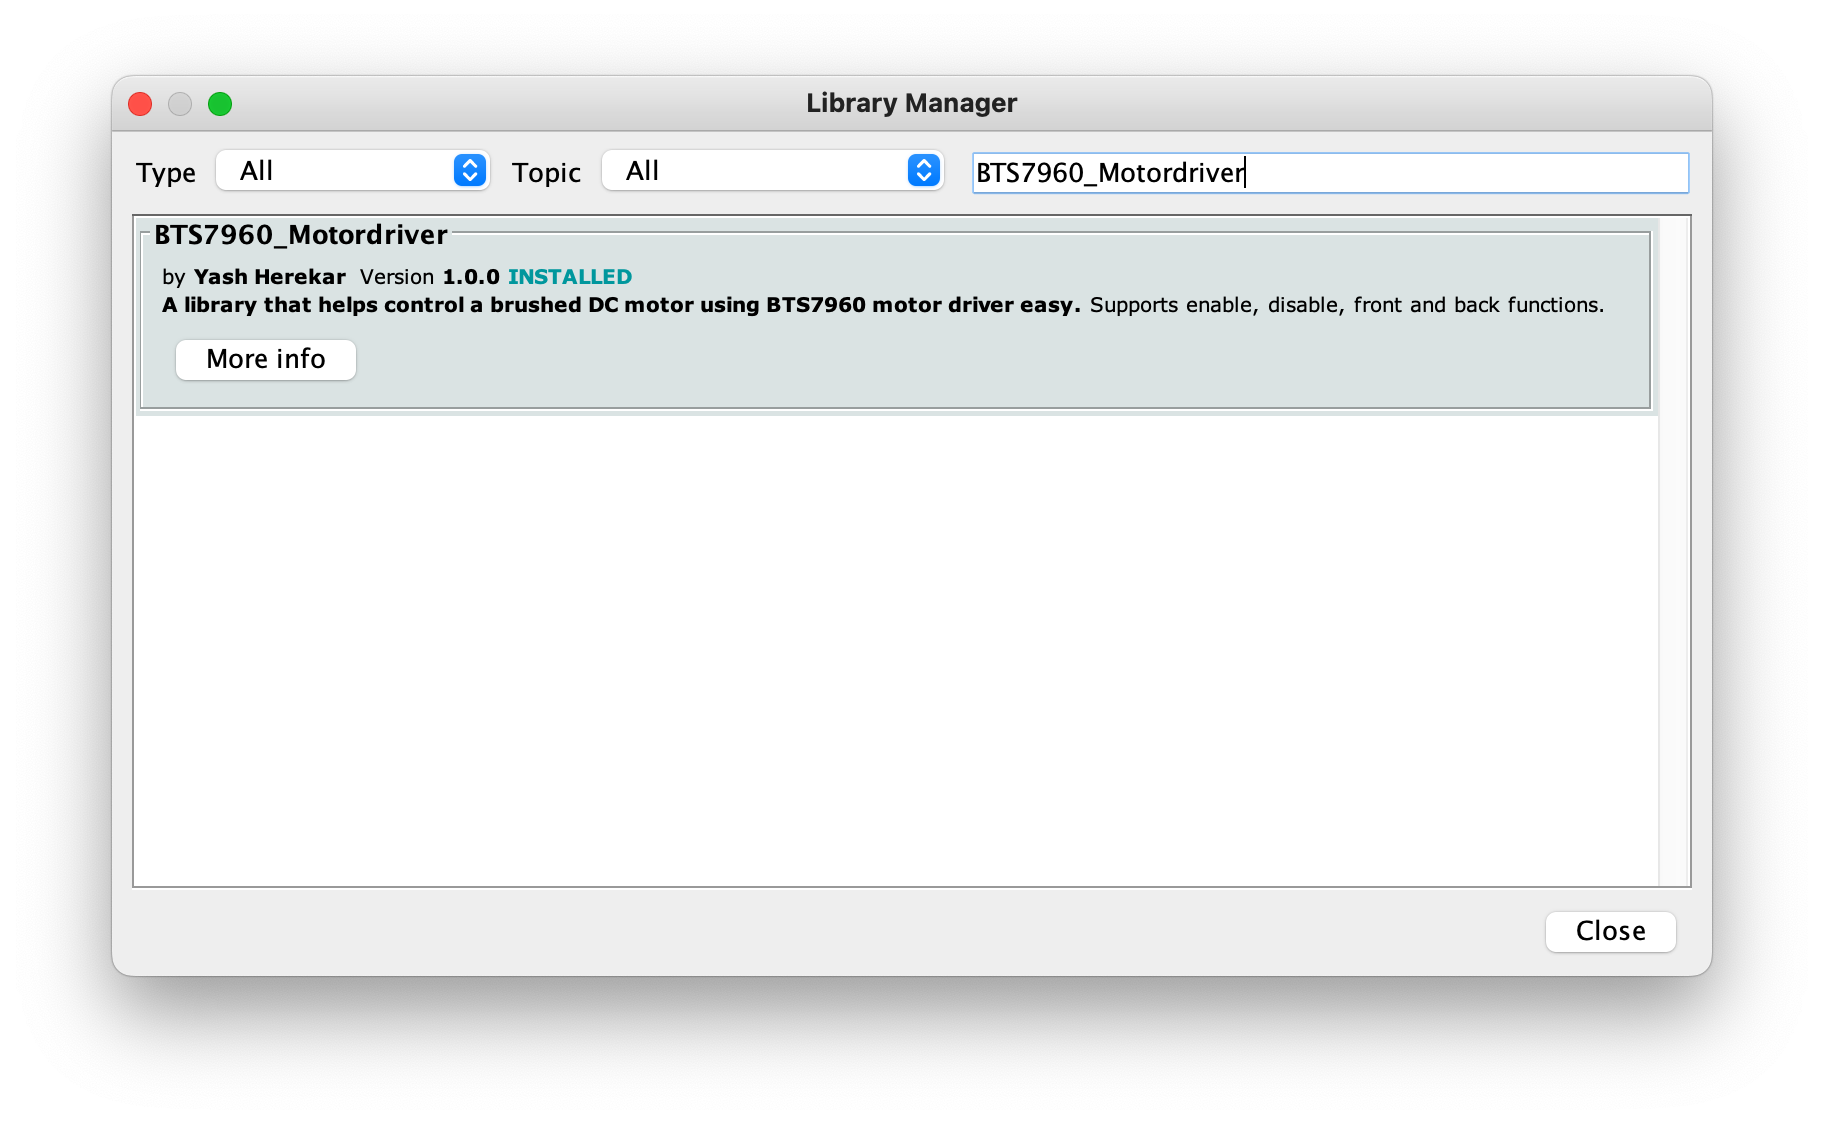 Library Manager
Type All Topic All BTS7960_Motordriver
BTS7960_Motordriver
by Yash Herekar Version 1.0.0 INSTALLED
A library that helps control a brushed DC motor using BTS7960 motor driver easy. Supports enable, disable, front and back functions.
More info
Close